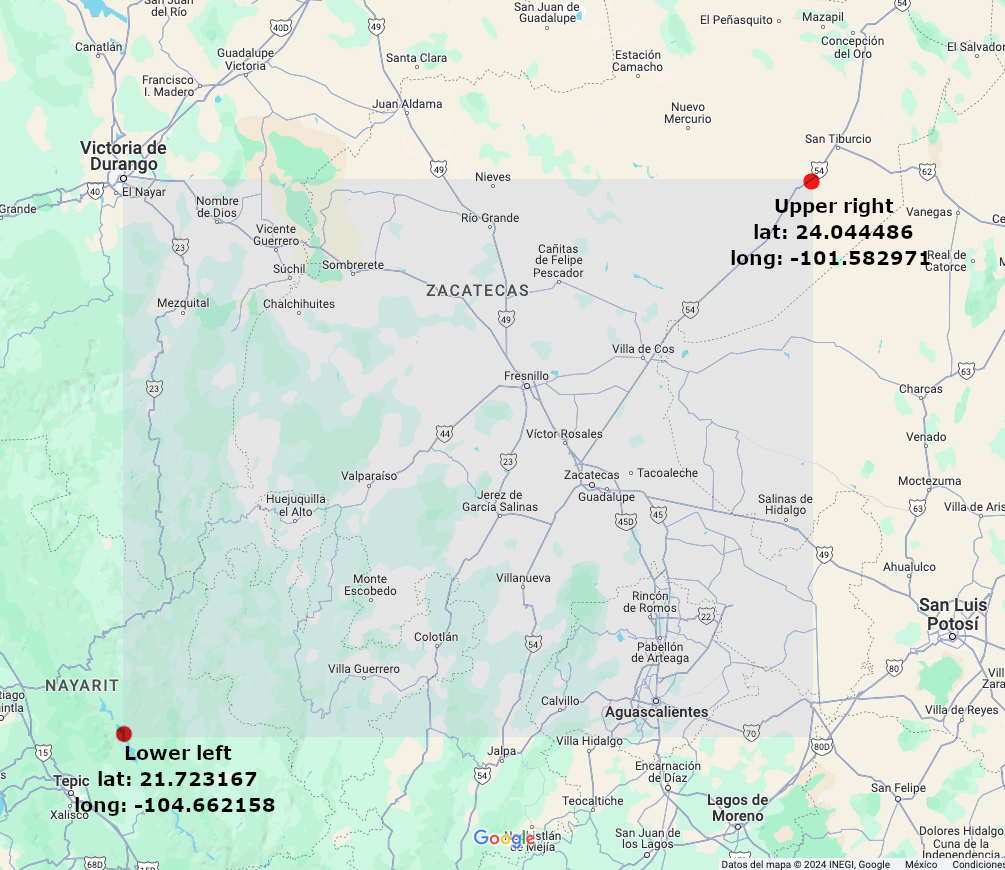 San Juan
del Río
40D
49
San Juan de
Guadalupe
El Peñasquito
Mazapil
54
Concepción
del Oro
El Salvador
Canatlán
Guadalupe
Victoria
Santa Clara
Estación
Camacho
Francisco
I. Madero
Juan Aldama
Nuevo
Mercurio
San Tiburcio
Victoria de
Durango
49
54
62
40
El Nayar
Nieves
Grande
Nombre
de Dios
Río Grande
Upper right
lat: 24.044486
long: -101.582971
Vanegas
Ce
23
Vicente
Guerrero
Cañitas
de Felipe
Pescador
Real de
Catorce
Súchil
Sombrerete
Mezquital
Chalchihuites
ZACATECAS
49
54
Villa de Cos
Fresnillo
63
23
Charcas
44
Víctor Rosales
Venado
23
Valparaíso
Zacatecas
Tacoaleche
Guadalupe
Moctezuma
Huejuquilla
el Alto
Jerez de
García Salinas
Salinas de
Hidalgo
63
Villa de Aris
45D
45
49
Ahualulco
Monte
Escobedo
Villanueva
Rincón
de Romos
22
San Luis
Potosí
Colotlán
54
Pabellón
de Arteaga
Villa Guerrero
80
NAYARIT
Villa
Zara
tiago
uintla
Calvillo
Aguascalientes
Villa de Reyes
70
80D
Villa Hidalgo
15
Lower left
lat: 21.723167
long: -104.662158
Jalpa
54
Tepic
Encarnación
de Díaz
San Felipe
Xalisco
Teocaltiche
Lagos de
Moreno
Google
de Mejía
San Juan de
los Lagos
Dolores Hidalgo
Cuna de la
Independencia
68D
15D
80D
Datos del mapa © 2024 INEGI, Google México Condiciones